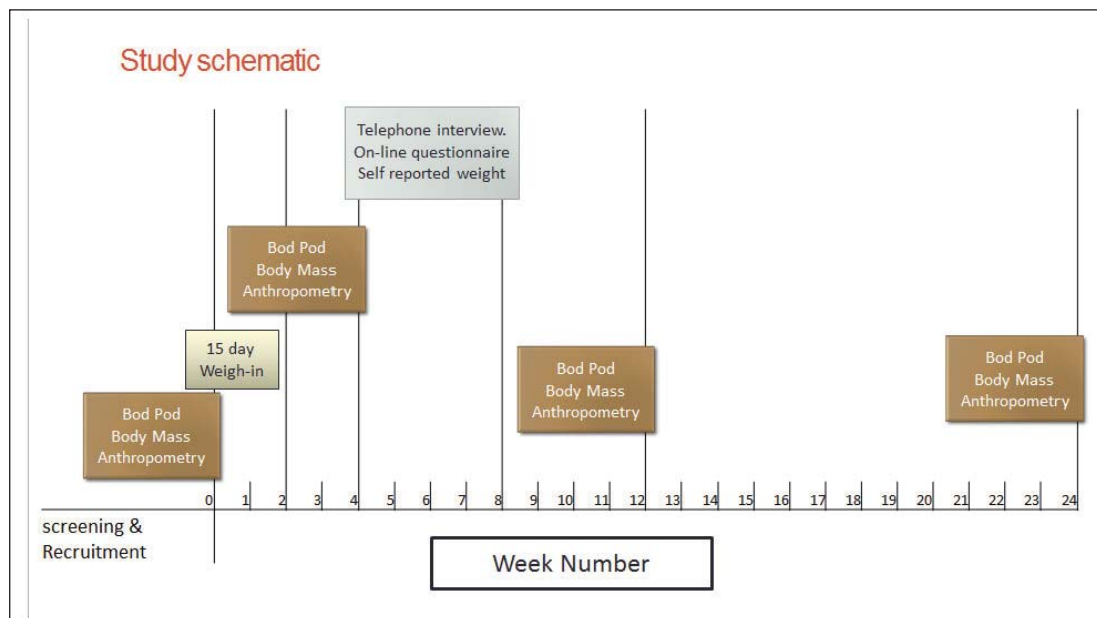 Study schematic
Telephone interview.
On-line questionnaire
Self reported weight
Bod Pod
Body Mass
Anthropometry
15 day
Weigh-in
Bod Pod
Body Mass
Anthropometry
Bod Pod
Body Mass
Anthropometry
Bod Pod
Body Mass
Anthropometry
0 1 2 3 4 5 6 7 8 9 10 11 12 13 14 15 16 17 18 19 20 21 22 23 24
screening &
Recruitment
Week Number